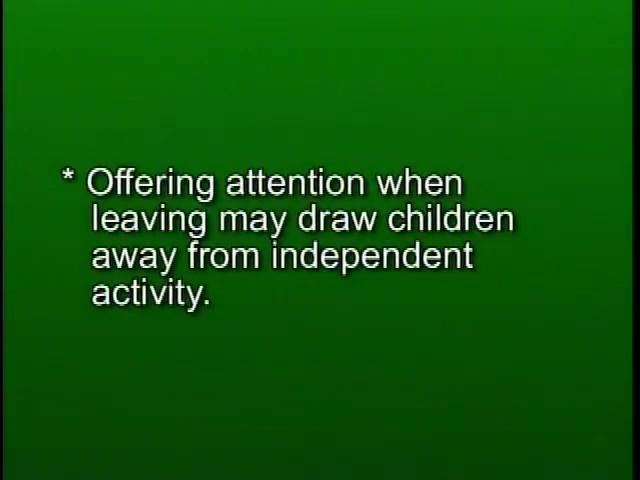 * Offering attention when
leaving may draw children
away from independent
activity.